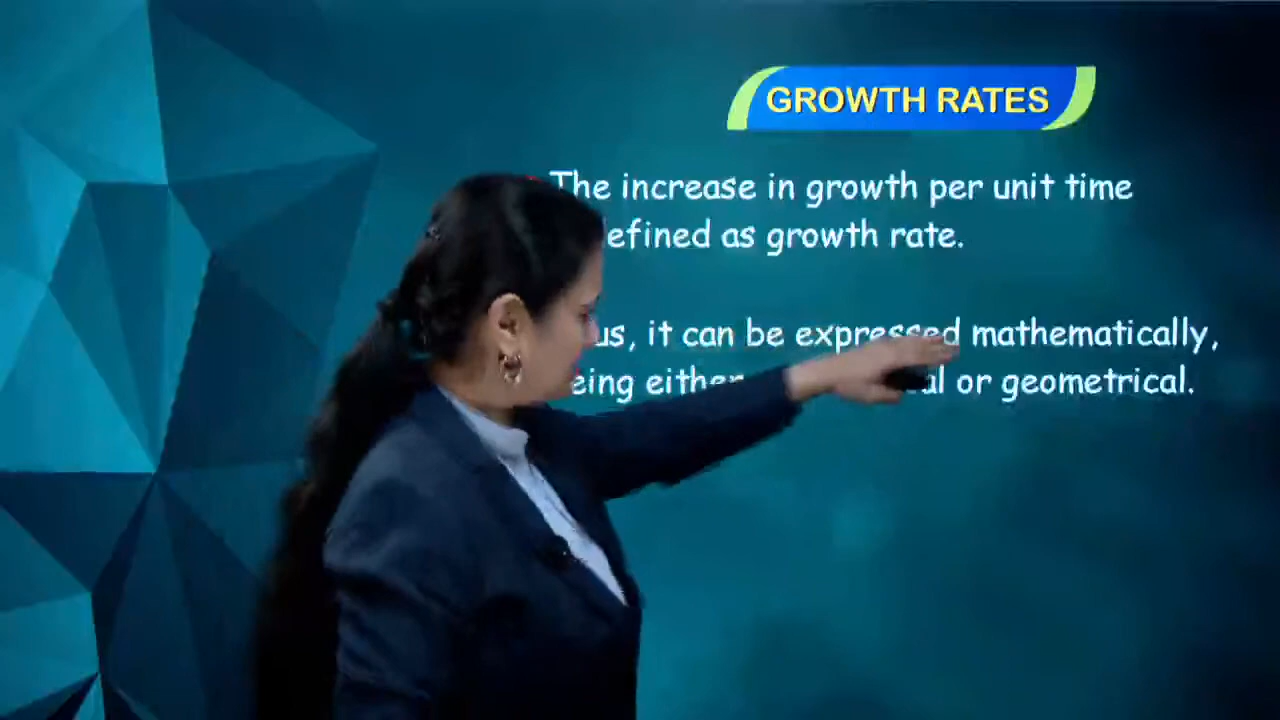 GROWTH RATES
The increase in growth per unit time
efined as growth rate.
us, it can be expressed mathematically,
eing either al or geometrical.